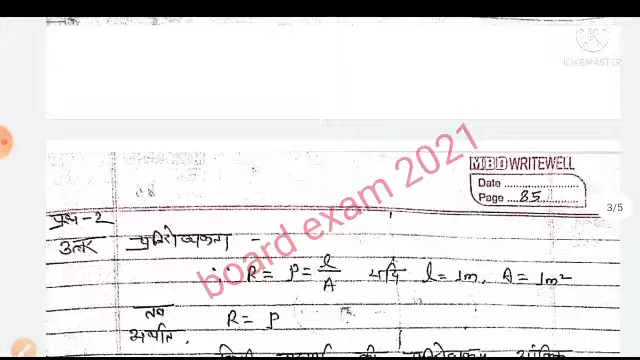 KINEMASTER
MBD WRITEWELL
Date ....................
Page ....85..............
3/5
board exam 2021
प्रश्न-2
उत्तर प्रतिरोधकता -
∵ R = ρ = l/A यदि l = 1m, A = 1m²
तब R = ρ
अर्थात,
किसी पदार्थ की